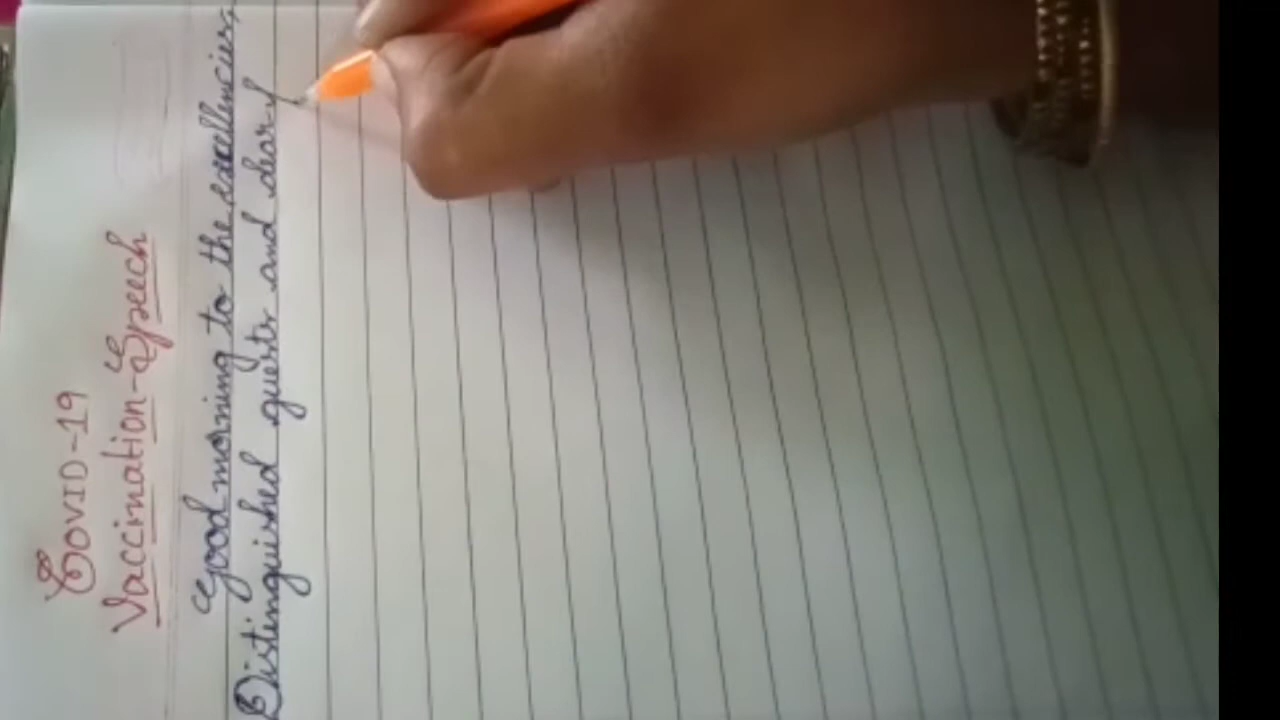 COVID-19
Vaccination-Speech
Good morning to the excellencies,
Distinguished guests and dear